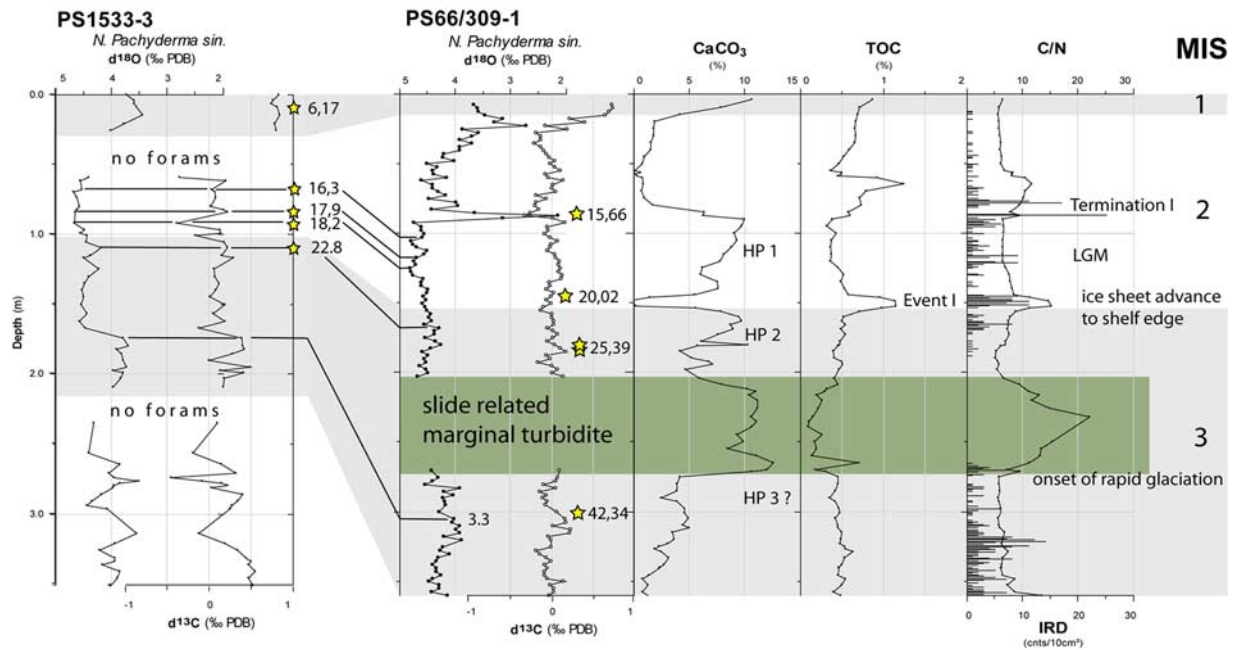 PS1533-3
N. Pachyderma sin.
d18O (‰ PDB)
5 4 3 2
PS66/309-1
N. Pachyderma sin.
d18O (‰ PDB)
5 4 3 2 1
CaCO3
(%)
0 5 10 15
TOC
(%)
0 1 2
C/N
0 10 20 30
MIS
Depth (m)
0.0
1.0
2.0
3.0
6,17
no forams
16,3
17,9
18,2
22.8
no forams
-1 0 1
d13C (‰ PDB)
15,66
20,02
25,39
slide related
marginal turbidite
3.3
42,34
-1 0 1
d13C (‰ PDB)
HP 1
HP 2
HP 3 ?
Event I
1
Termination I
2
LGM
ice sheet advance
to shelf edge
3
onset of rapid glaciation
0 10 20 30
IRD
(cnts/10cm³)